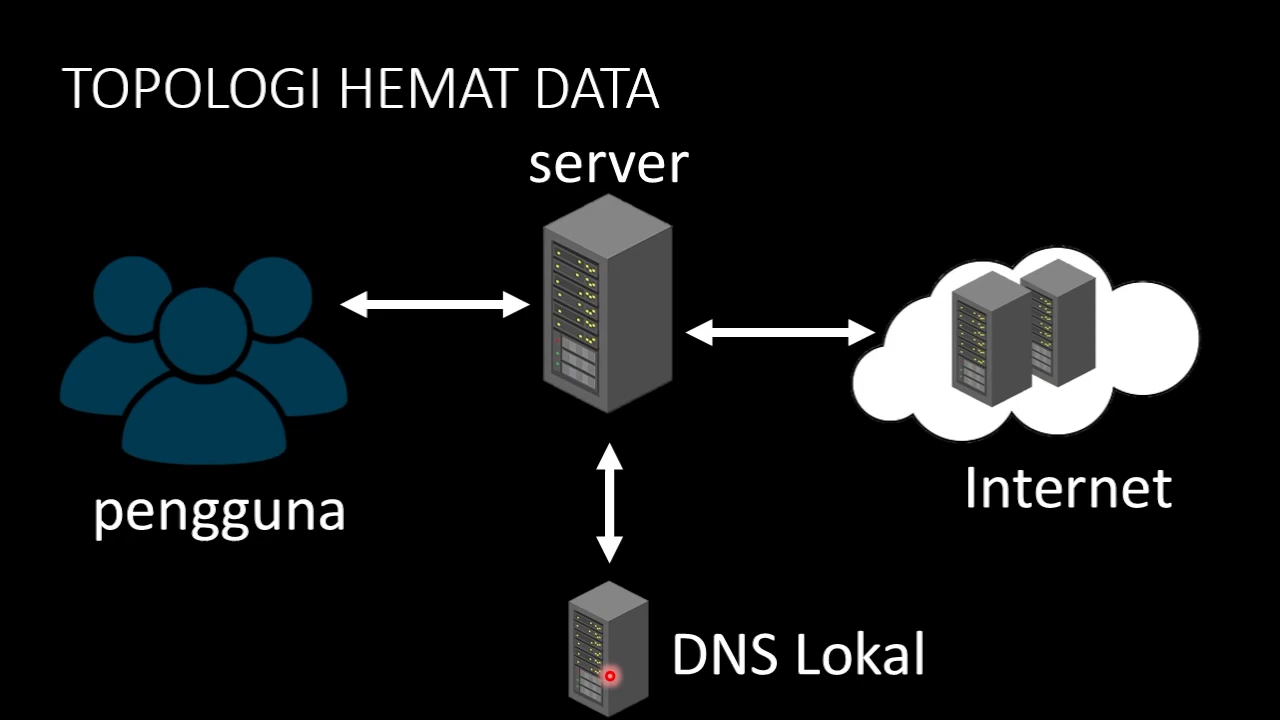 TOPOLOGI HEMAT DATA
server
pengguna
Internet
DNS Lokal